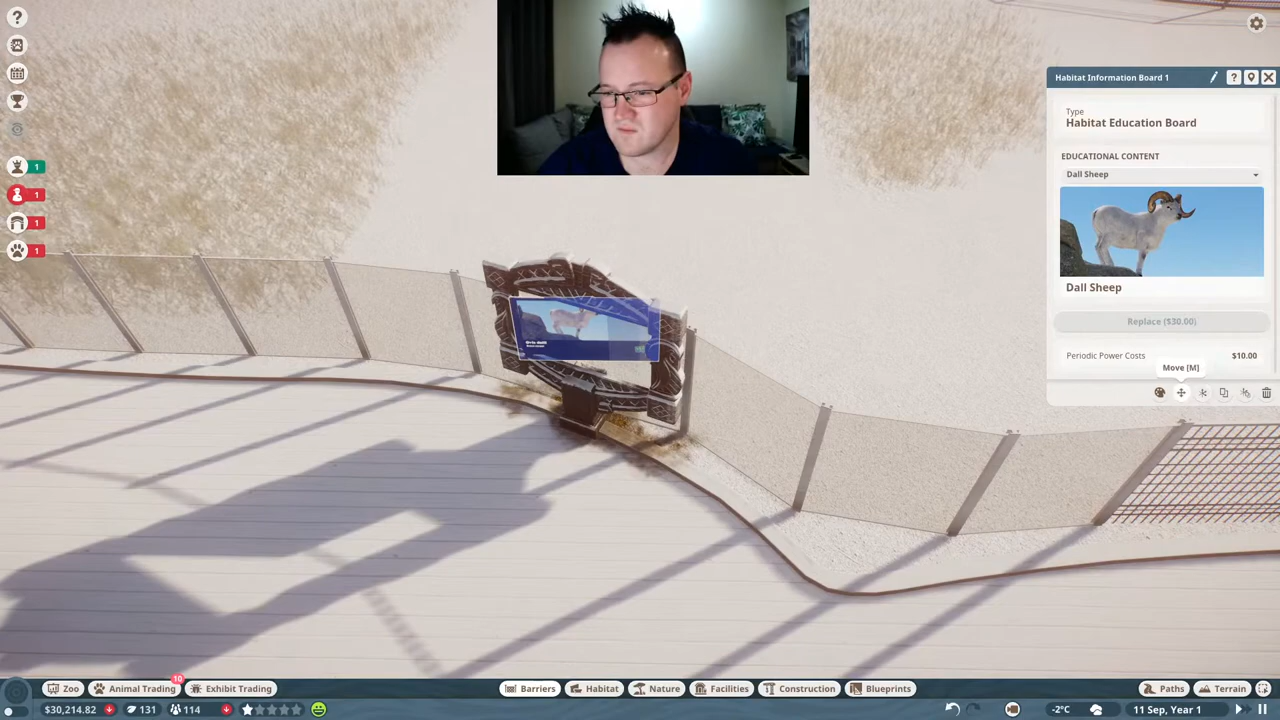 Habitat Information Board 1
?
?
Type
Habitat Education Board
EDUCATIONAL CONTENT
Dall Sheep
Dall Sheep
Replace ($30.00)
Periodic Power Costs $10.00
Move [M]
1
1
1
1
10
Zoo Animal Trading Exhibit Trading Barriers Habitat Nature Facilities Construction Blueprints Paths Terrain
$30,214.82 131 114 -2°C 11 Sep, Year 1